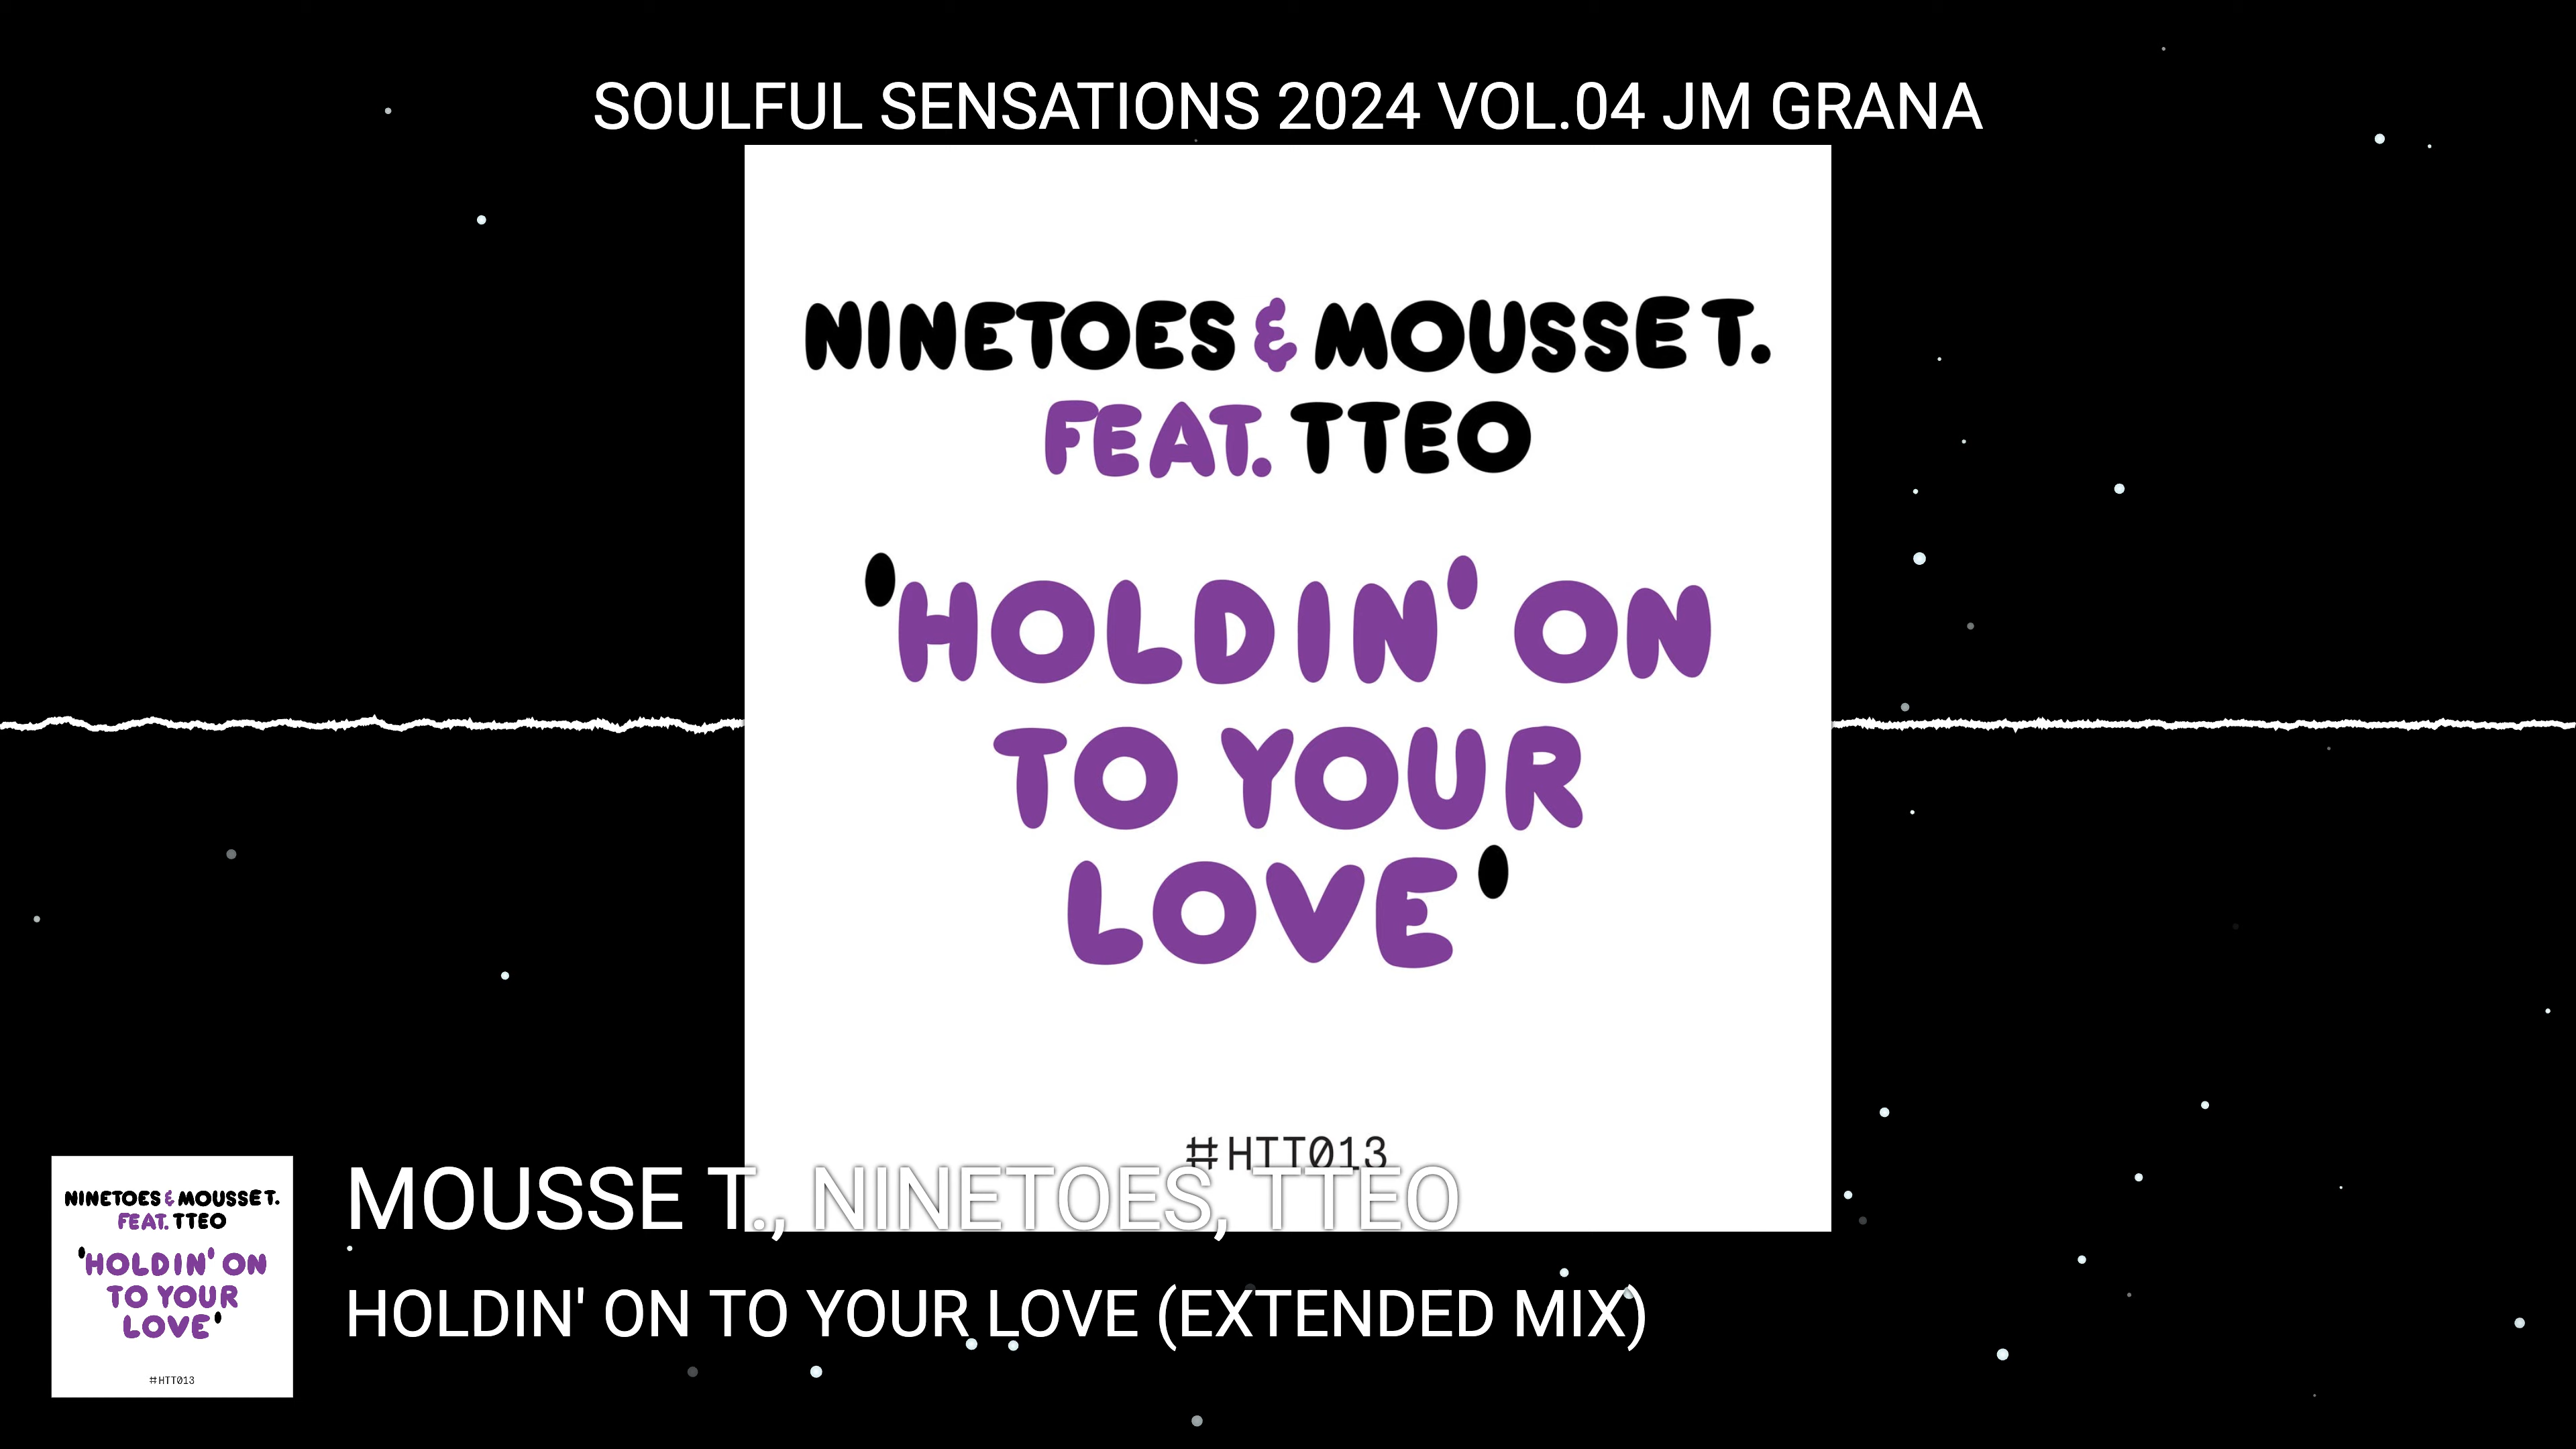 SOULFUL SENSATIONS 2024 VOL.04 JM GRANA
NINETOES & MOUSSE T.
FEAT. TTEO
'HOLDIN' ON
TO YOUR
LOVE'
#HTT013
MOUSSE T., NINETOES, TTEO
HOLDIN' ON TO YOUR LOVE (EXTENDED MIX)
NINETOES & MOUSSE T.
FEAT. TTEO
'HOLDIN' ON
TO YOUR
LOVE'
#HTT013